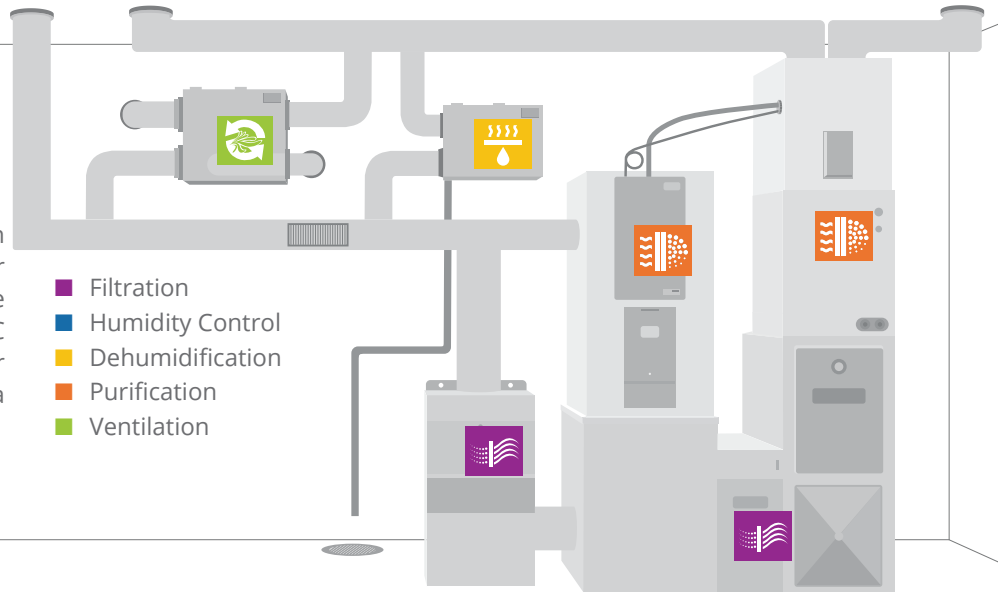 Filtration
Humidity Control
Dehumidification
Purification
Ventilation